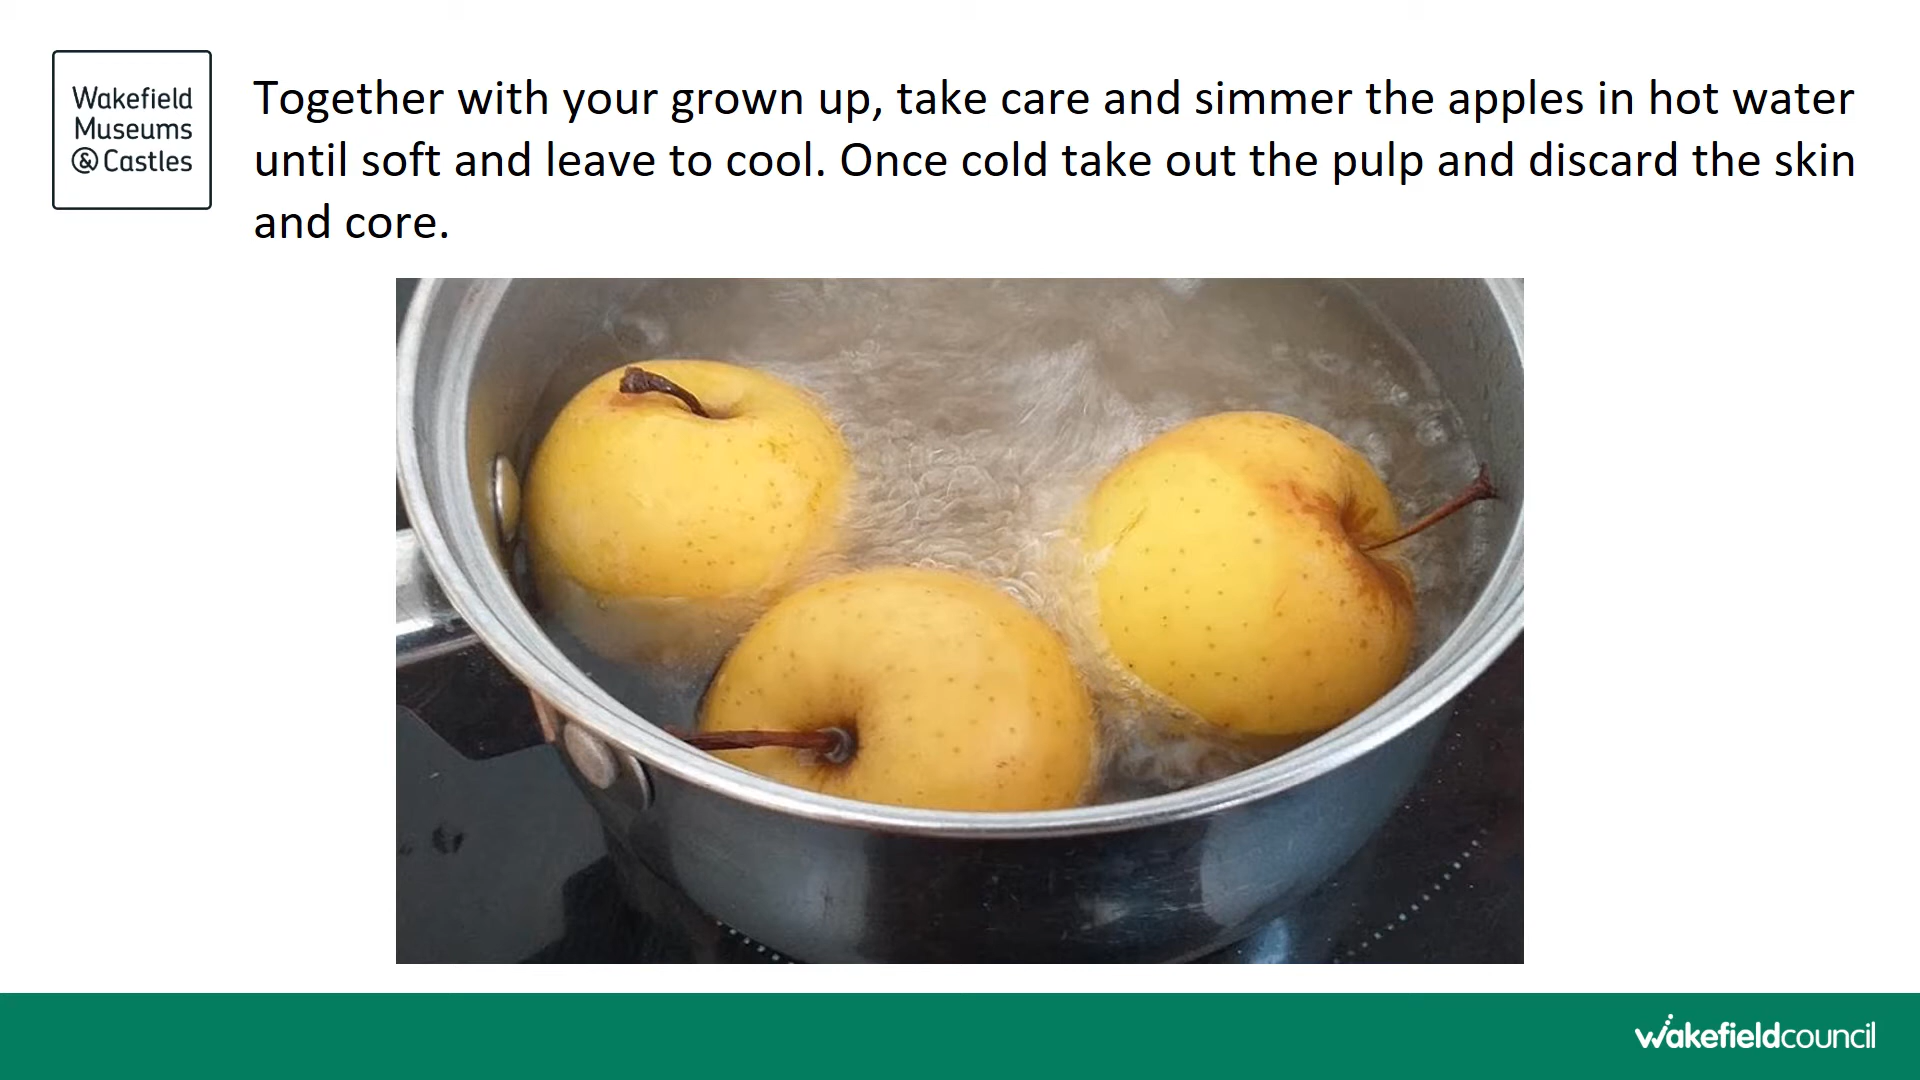 Wakefield
Museums
& Castles
Together with your grown up, take care and simmer the apples in hot water
until soft and leave to cool. Once cold take out the pulp and discard the skin
and core.
wakefieldcouncil